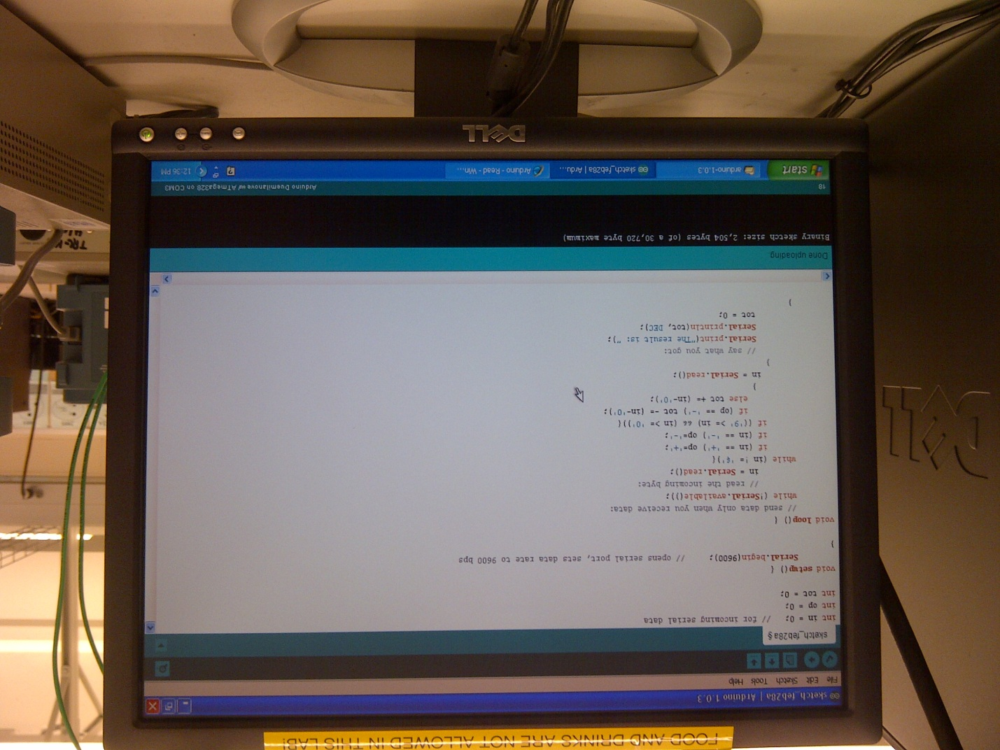 FOOD AND DRINKS ARE NOT ALLOWED IN THIS LAB!
sketch_feb28a | Arduino 1.0.3
File Edit Sketch Tools Help
sketch_feb28a §
int in = 0;   // for incoming serial data
int op = 0;
int tot = 0;
void setup() {
Serial.begin(9600);     // opens serial port, sets data rate to 9600 bps
}
void loop() {
// send data only when you receive data:
while (!Serial.available());
// read the incoming byte:
in = Serial.read();
while (in != '&'){
if (in == '+') op='+';
if (in == '-') op='-';
if (('9' >= in) && (in >= '0')){
if (op == '-') tot -= (in-'0');
else tot += (in-'0');
}
in = Serial.read();
}
// say what you got:
Serial.print("The result is: ");
Serial.println(tot, DEC);
tot = 0;
}
Done uploading.
Binary sketch size: 2,504 bytes (of a 30,720 byte maximum)
18
Arduino Duemilanove w/ ATmega328 on COM3
start
arduino-1.0.3
sketch_feb28a | Ardu...
Arduino - Read - Win...
12:36 PM
DELL
DELL